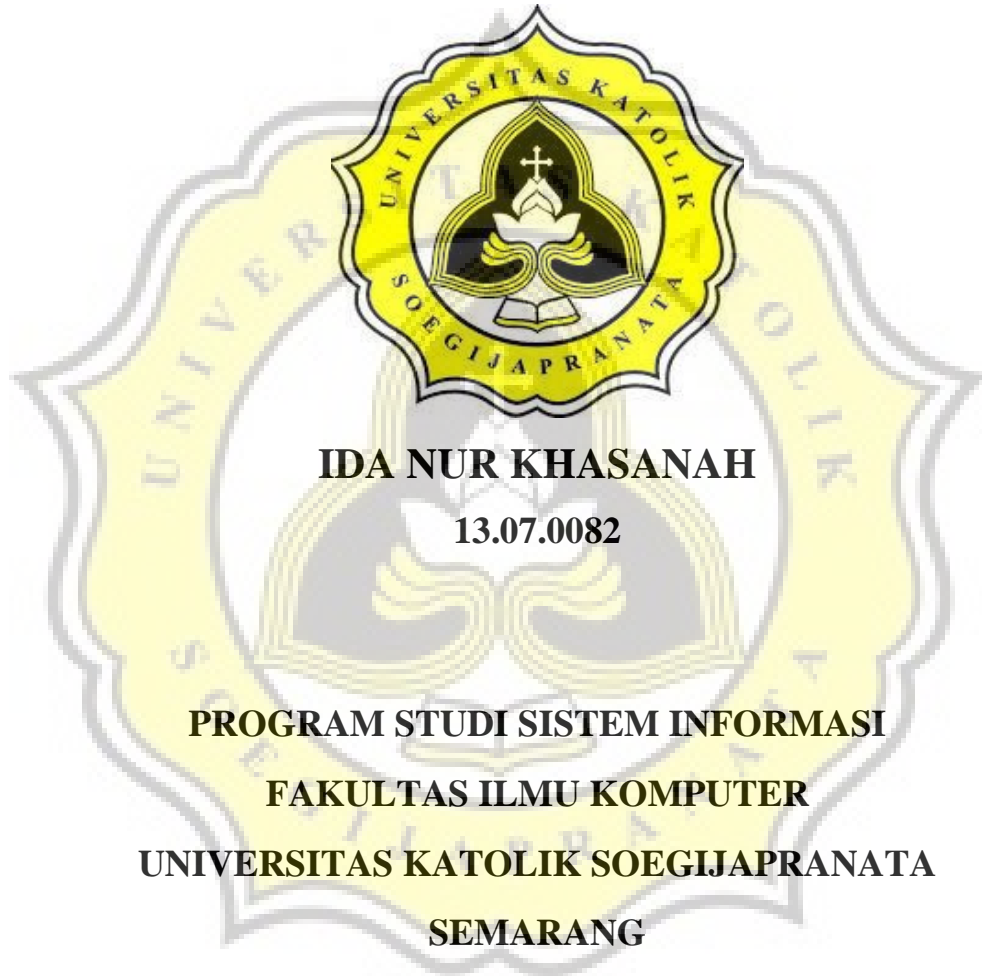 UNIVERSITAS KATOLIK
SOEGIJAPRANATA
IDA NUR KHASANAH
13.07.0082
PROGRAM STUDI SISTEM INFORMASI
FAKULTAS ILMU KOMPUTER
UNIVERSITAS KATOLIK SOEGIJAPRANATA
SEMARANG